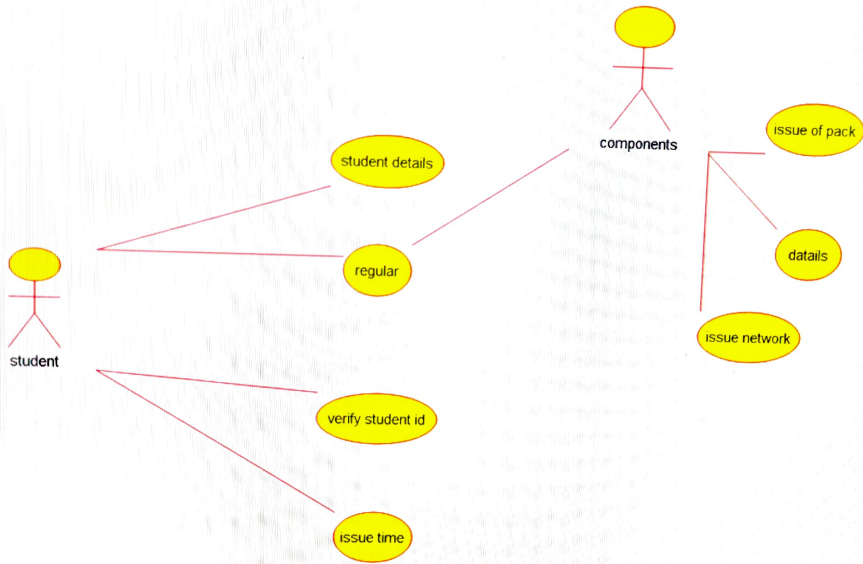 issue of pack
components
student details
datails
regular
issue network
student
verify student id
issue time